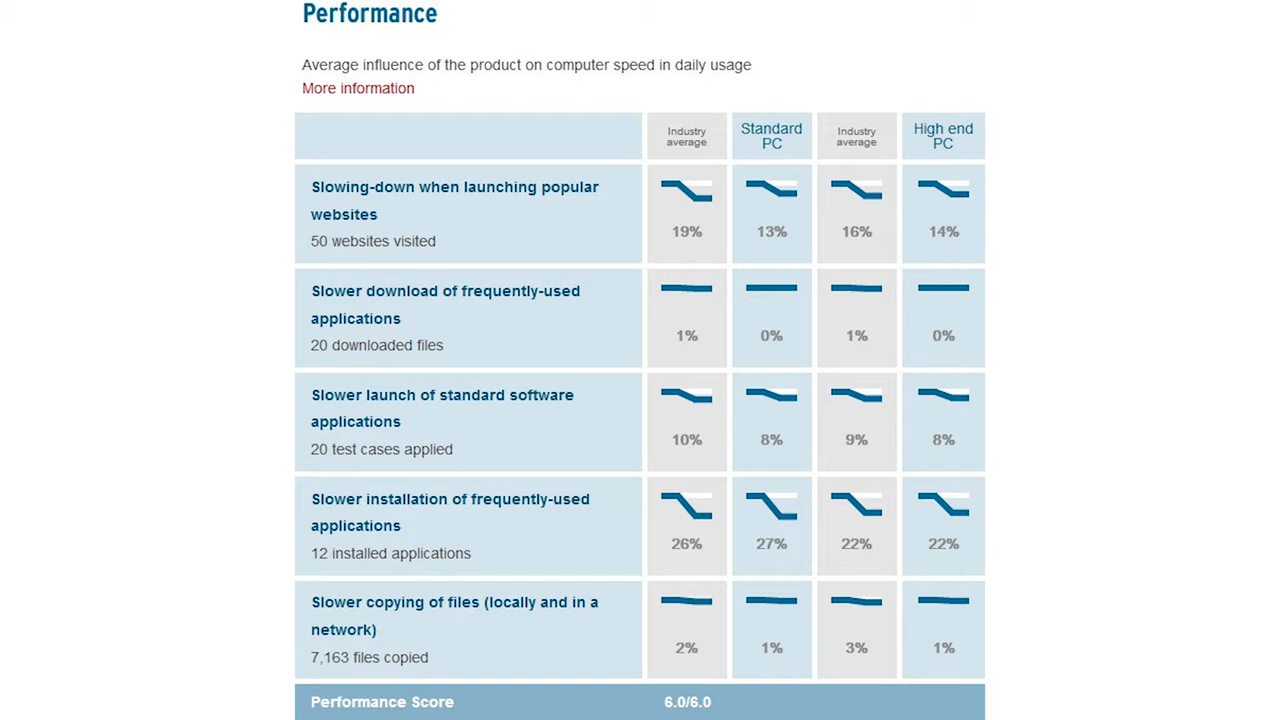 Performance
Average influence of the product on computer speed in daily usage
More information
Industry average Standard PC Industry average High end PC
Slowing-down when launching popular
websites
50 websites visited
19% 13% 16% 14%
Slower download of frequently-used
applications
20 downloaded files
1% 0% 1% 0%
Slower launch of standard software
applications
20 test cases applied
10% 8% 9% 8%
Slower installation of frequently-used
applications
12 installed applications
26% 27% 22% 22%
Slower copying of files (locally and in a
network)
7,163 files copied
2% 1% 3% 1%
Performance Score 6.0/6.0